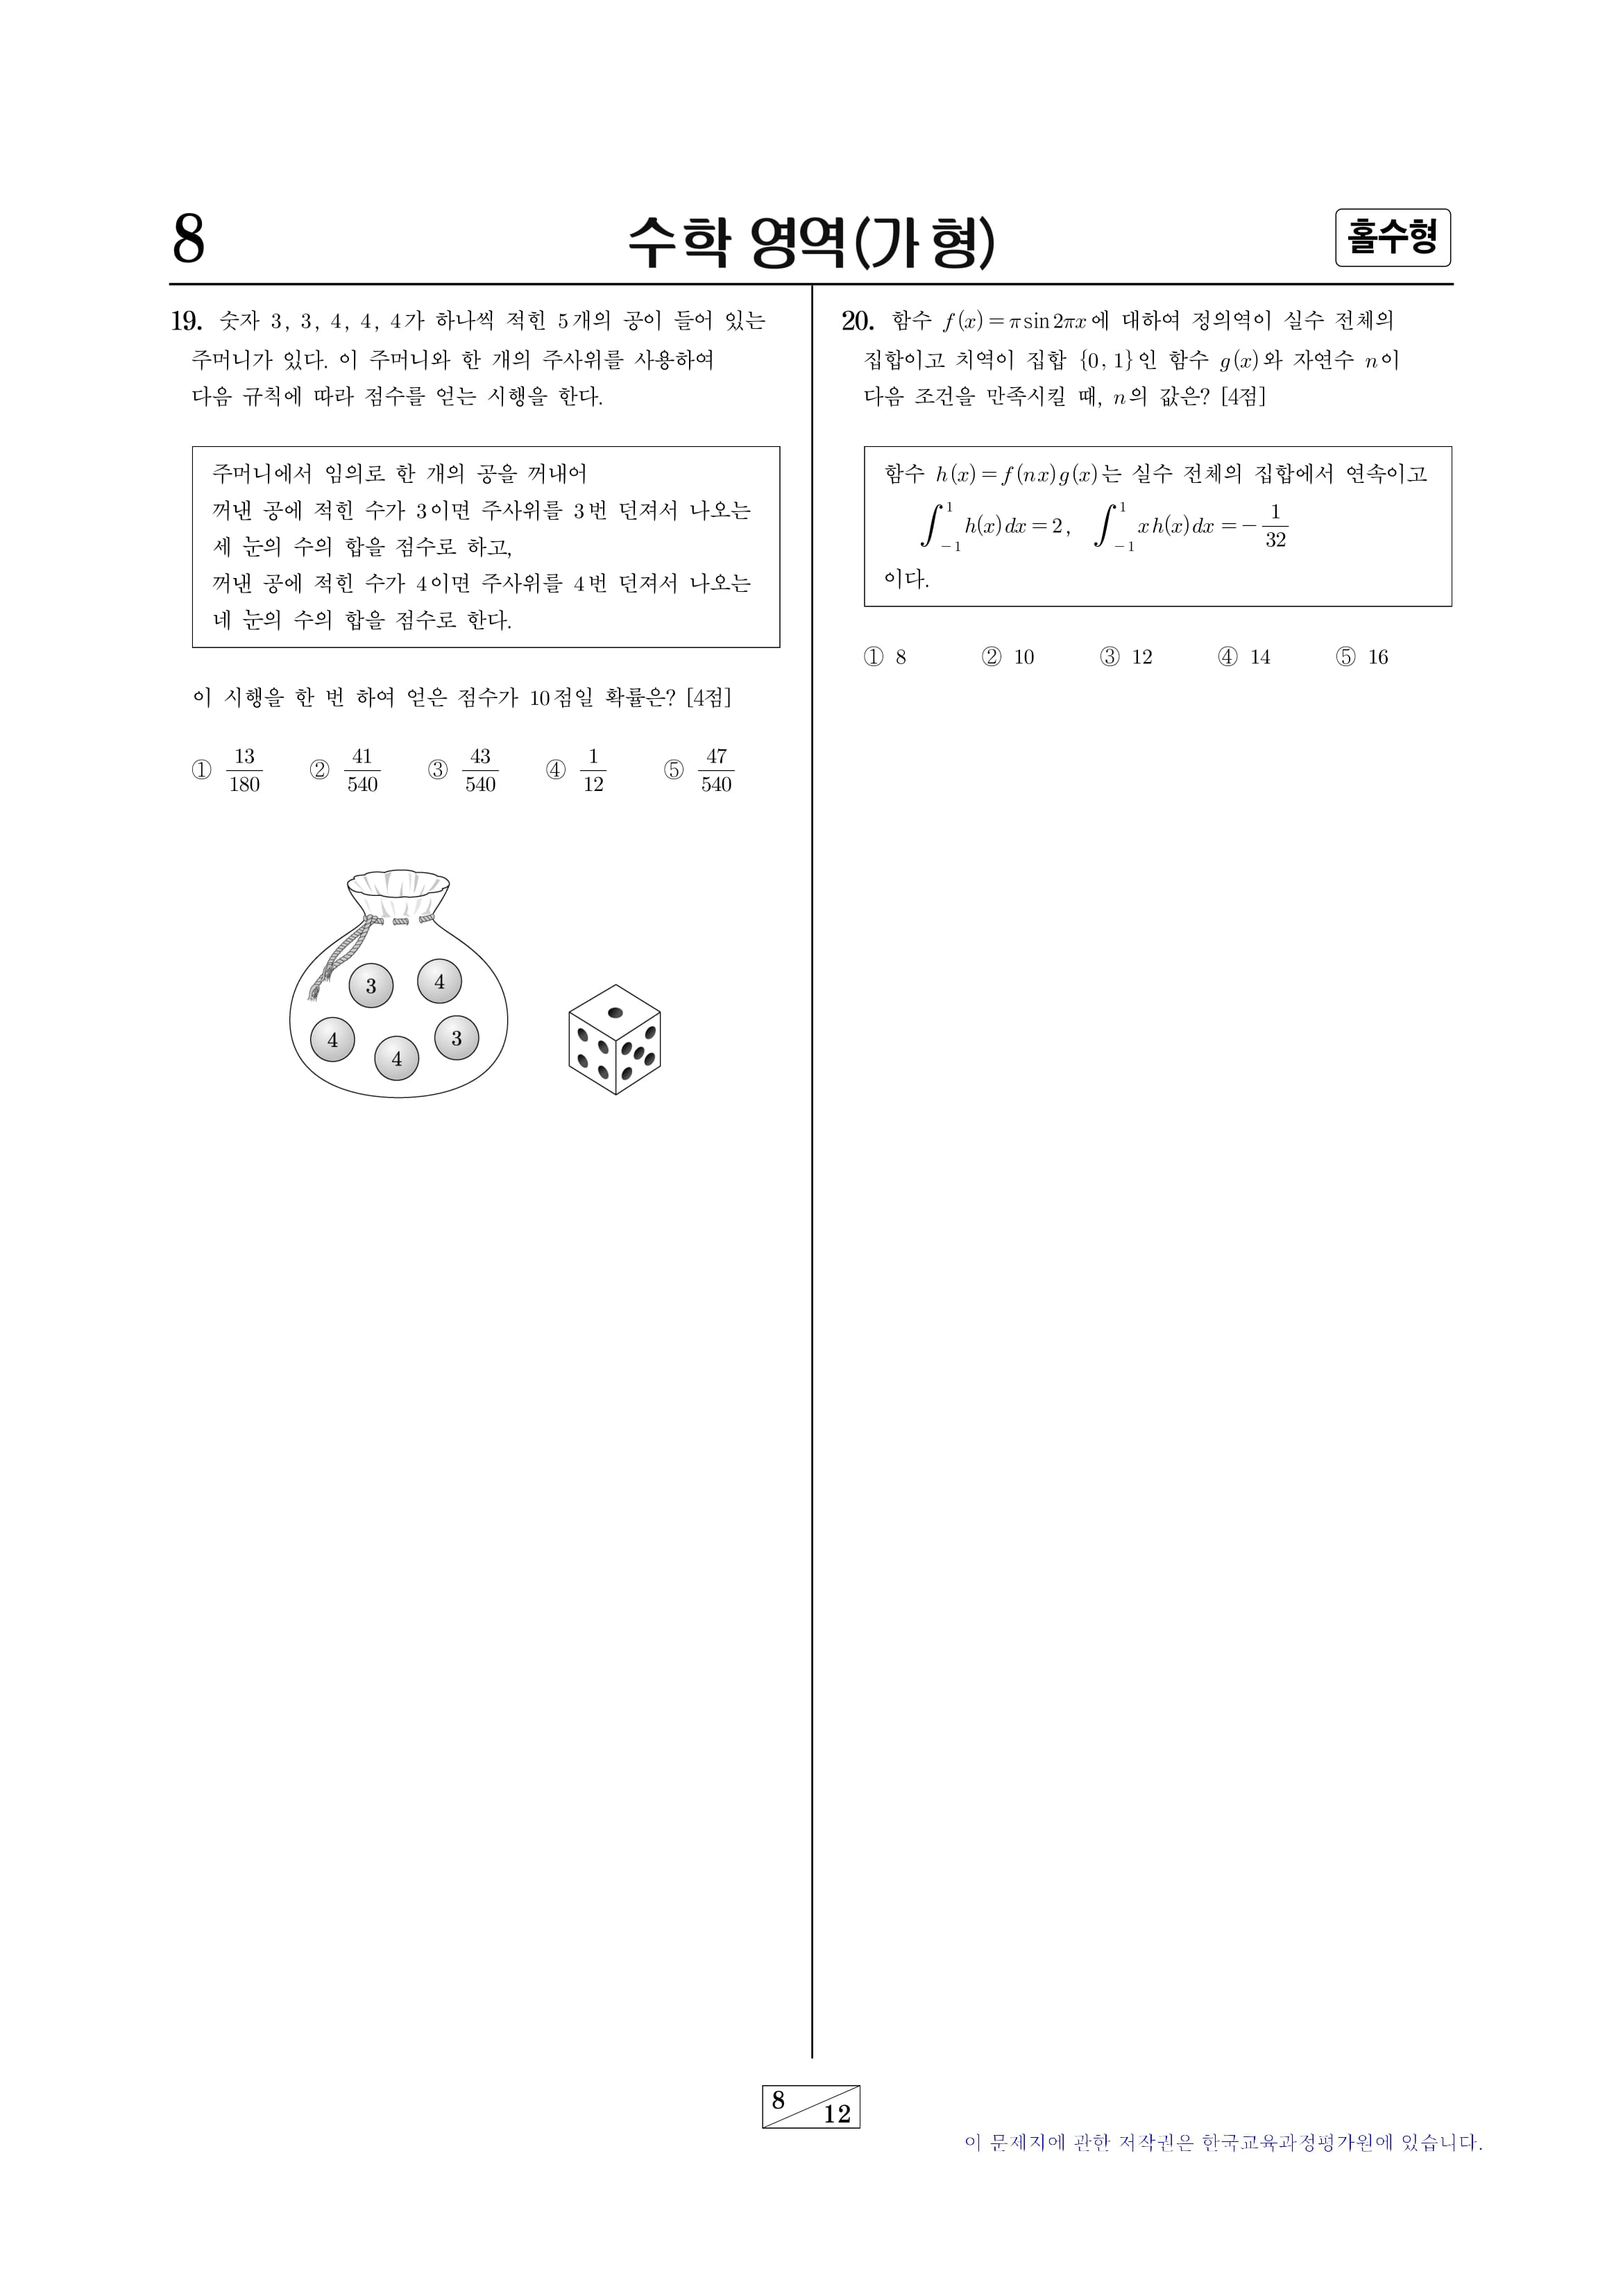 8
수학 영역(가 형)
홀수형
19. 숫자 3, 3, 4, 4, 4가 하나씩 적힌 5개의 공이 들어 있는
주머니가 있다. 이 주머니와 한 개의 주사위를 사용하여
다음 규칙에 따라 점수를 얻는 시행을 한다.
주머니에서 임의로 한 개의 공을 꺼내어
꺼낸 공에 적힌 수가 3이면 주사위를 3번 던져서 나오는
세 눈의 수의 합을 점수로 하고,
꺼낸 공에 적힌 수가 4이면 주사위를 4번 던져서 나오는
네 눈의 수의 합을 점수로 한다.
이 시행을 한 번 하여 얻은 점수가 10점일 확률은? [4점]
① 13/180 ② 41/540 ③ 43/540 ④ 1/12 ⑤ 47/540
3 4
4 4 3
20. 함수 f(x)=π sin 2πx에 대하여 정의역이 실수 전체의
집합이고 치역이 집합 {0, 1}인 함수 g(x)와 자연수 n이
다음 조건을 만족시킬 때, n의 값은? [4점]
함수 h(x)=f(nx)g(x)는 실수 전체의 집합에서 연속이고
∫_{-1}^{1} h(x)dx=2, ∫_{-1}^{1} xh(x)dx=-1/32
이다.
① 8 ② 10 ③ 12 ④ 14 ⑤ 16
8 12
이 문제지에 관한 저작권은 한국교육과정평가원에 있습니다.